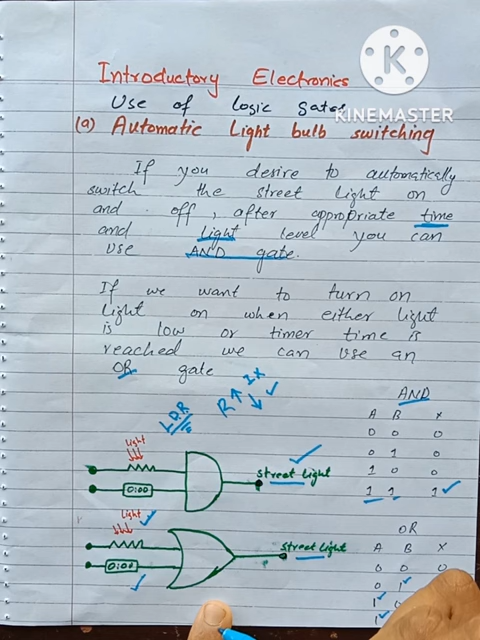 K
KINEMASTER
Introductory Electronics
Use of Logic Gates
(a) Automatic Light bulb switching
If you desire to automatically
switch the street light on
and off, after appropriate time
and light level you can
use AND gate.
If we want to turn on
light on when either light
is low or timer time is
reached we can use an
OR gate
L.D.R
R↑ I x ↓ ✓
AND
A B X
0 0 0
0 1 0
1 0 0
1 1 1 ✓
Light
0:00
Street Light
Light
0:00
Street Light
OR
A B X
0 0 0
0 1
1 0
1